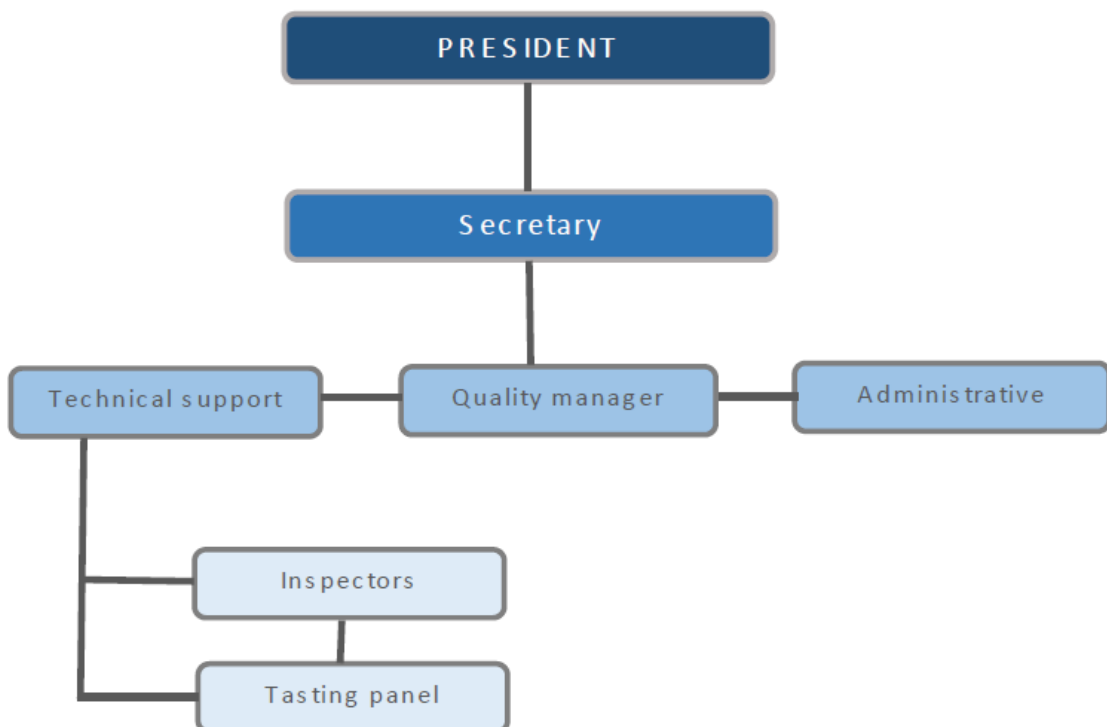 PRESIDENT
Secretary
Technical support
Quality manager
Administrative
Inspectors
Tasting panel